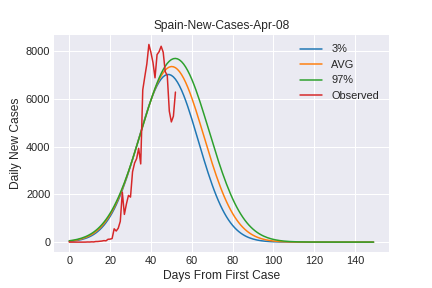 Spain-New-Cases-Apr-08
3%
AVG
97%
Observed
8000
6000
4000
2000
0
Daily New Cases
0 20 40 60 80 100 120 140
Days From First Case